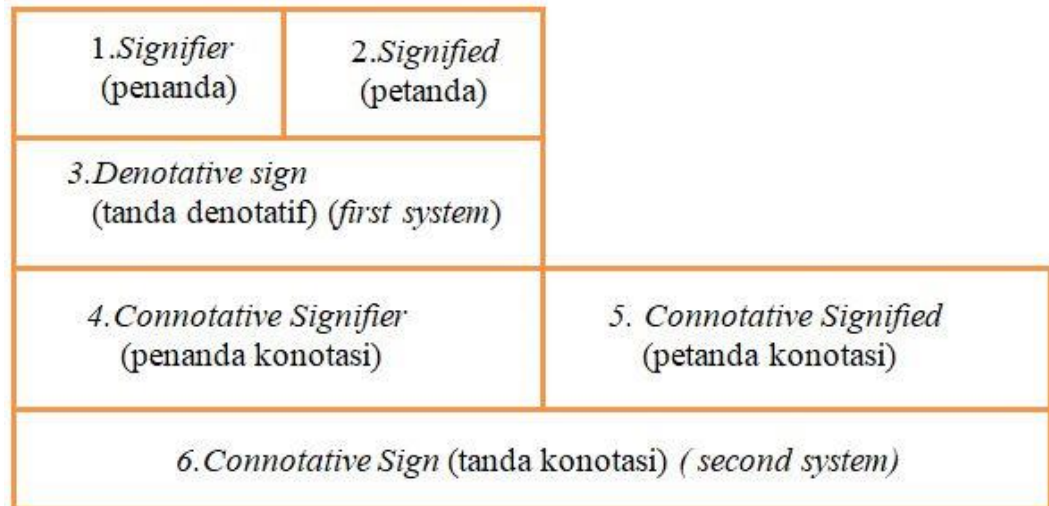 1.Signifier
(penanda)
2.Signified
(petanda)
3.Denotative sign
(tanda denotatif) (first system)
4.Connotative Signifier
(penanda konotasi)
5. Connotative Signified
(petanda konotasi)
6.Connotative Sign (tanda konotasi) ( second system)